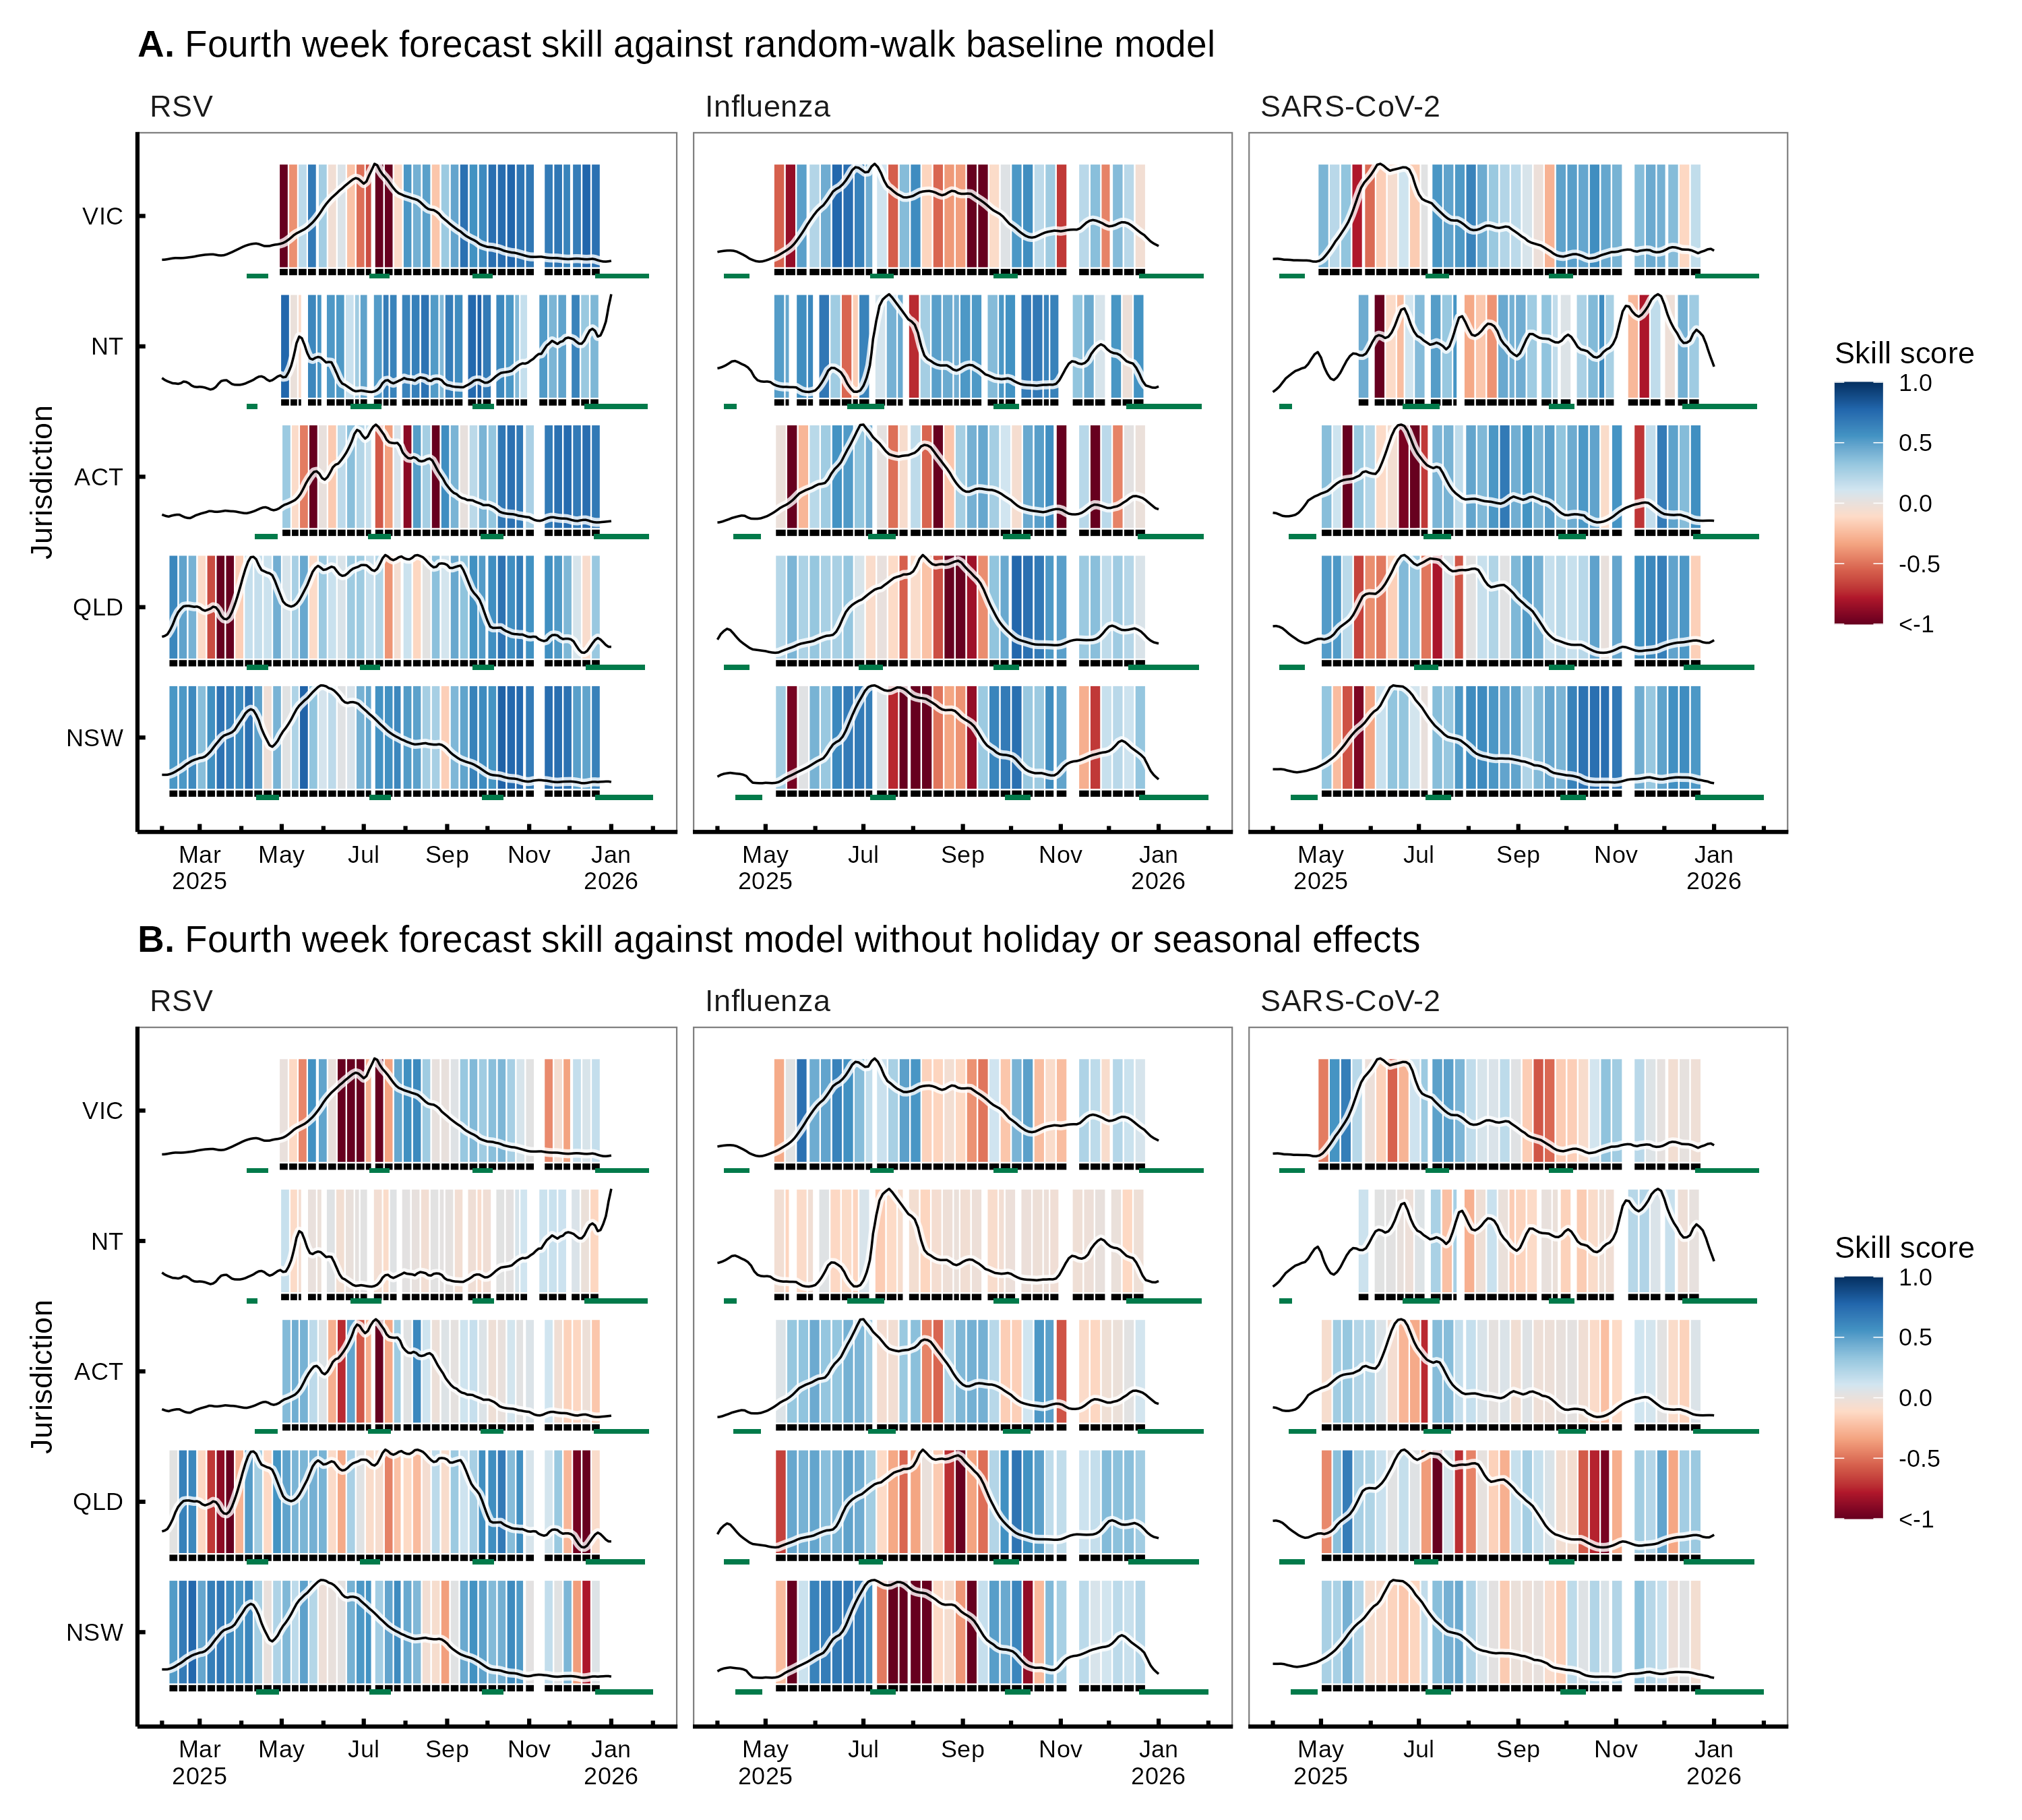 A. Fourth week forecast skill against random-walk baseline model
RSV
Influenza
SARS-CoV-2
Jurisdiction
VIC
NT
ACT
QLD
NSW
Mar
2025
May
Jul
Sep
Nov
Jan
2026
May
2025
Jul
Sep
Nov
Jan
2026
May
2025
Jul
Sep
Nov
Jan
2026
Skill score
1.0
0.5
0.0
-0.5
<-1
B. Fourth week forecast skill against model without holiday or seasonal effects
RSV
Influenza
SARS-CoV-2
Jurisdiction
VIC
NT
ACT
QLD
NSW
Mar
2025
May
Jul
Sep
Nov
Jan
2026
May
2025
Jul
Sep
Nov
Jan
2026
May
2025
Jul
Sep
Nov
Jan
2026
Skill score
1.0
0.5
0.0
-0.5
<-1